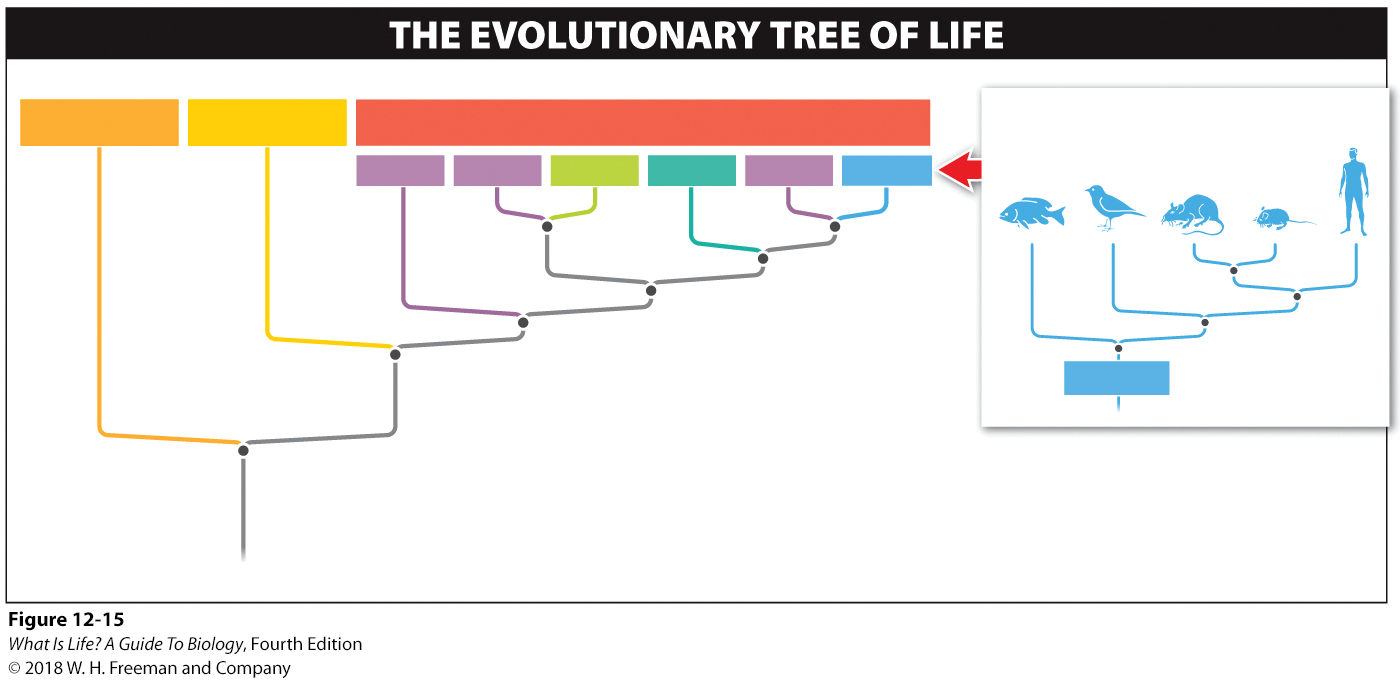 THE EVOLUTIONARY TREE OF LIFE
Figure 12-15
What Is Life? A Guide To Biology, Fourth Edition
© 2018 W. H. Freeman and Company